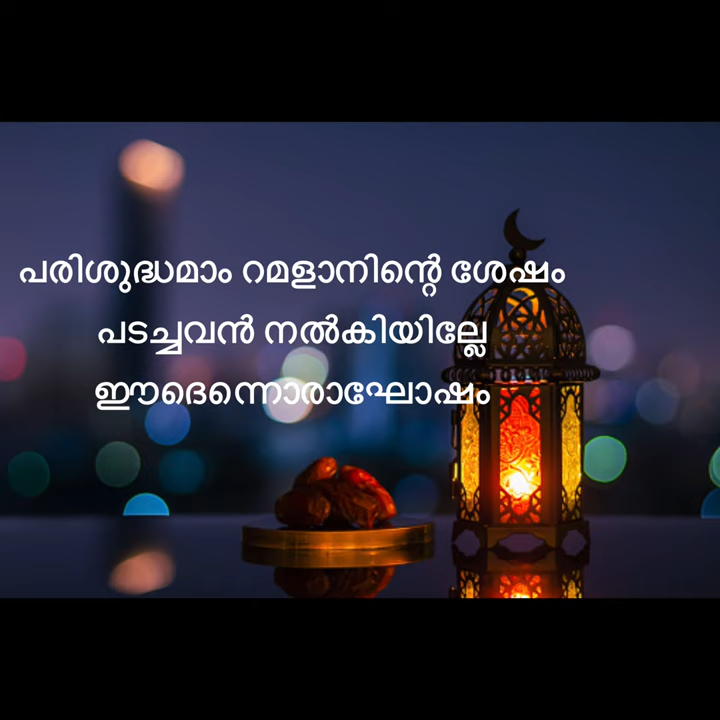 പരിശുദ്ധമാം റമളാനിന്റെ ശേഷം
പടച്ചവൻ നൽകിയില്ലേ
ഈദെന്നൊരാഘോഷം